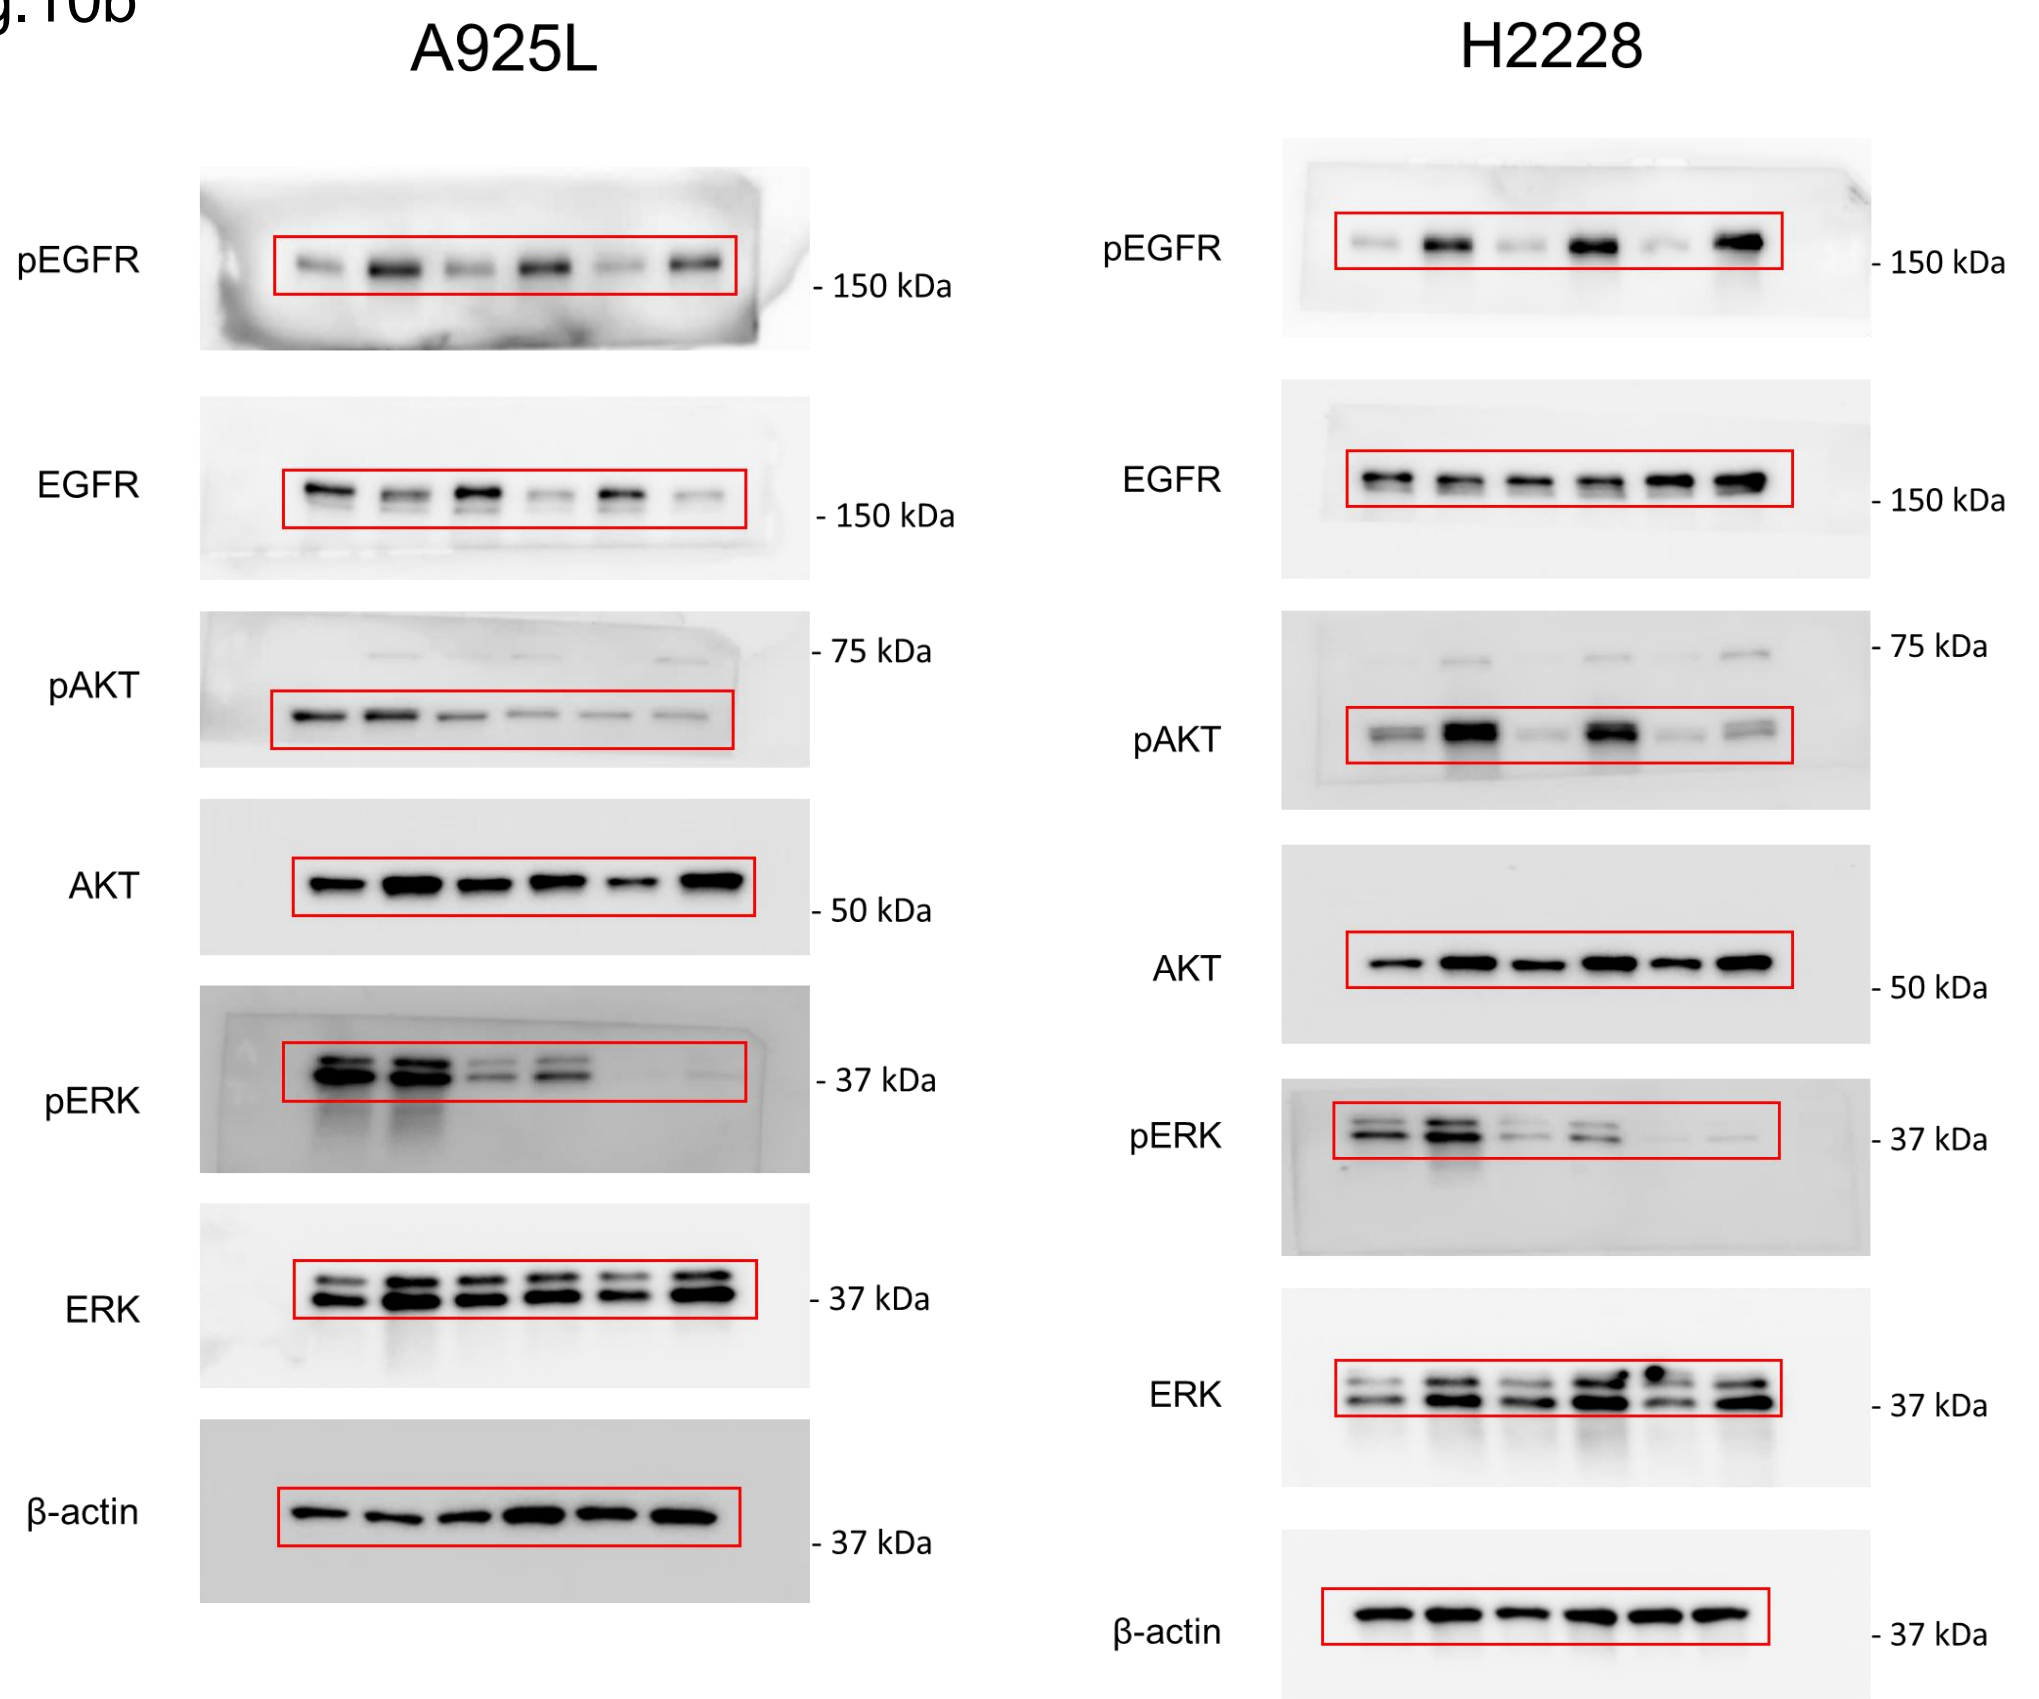 g.10b
A925L
pEGFR
- 150 kDa
EGFR
- 150 kDa
- 75 kDa
pAKT
AKT
- 50 kDa
pERK
- 37 kDa
ERK
- 37 kDa
β-actin
- 37 kDa
H2228
pEGFR
- 150 kDa
EGFR
- 150 kDa
- 75 kDa
pAKT
AKT
- 50 kDa
pERK
- 37 kDa
ERK
- 37 kDa
β-actin
- 37 kDa